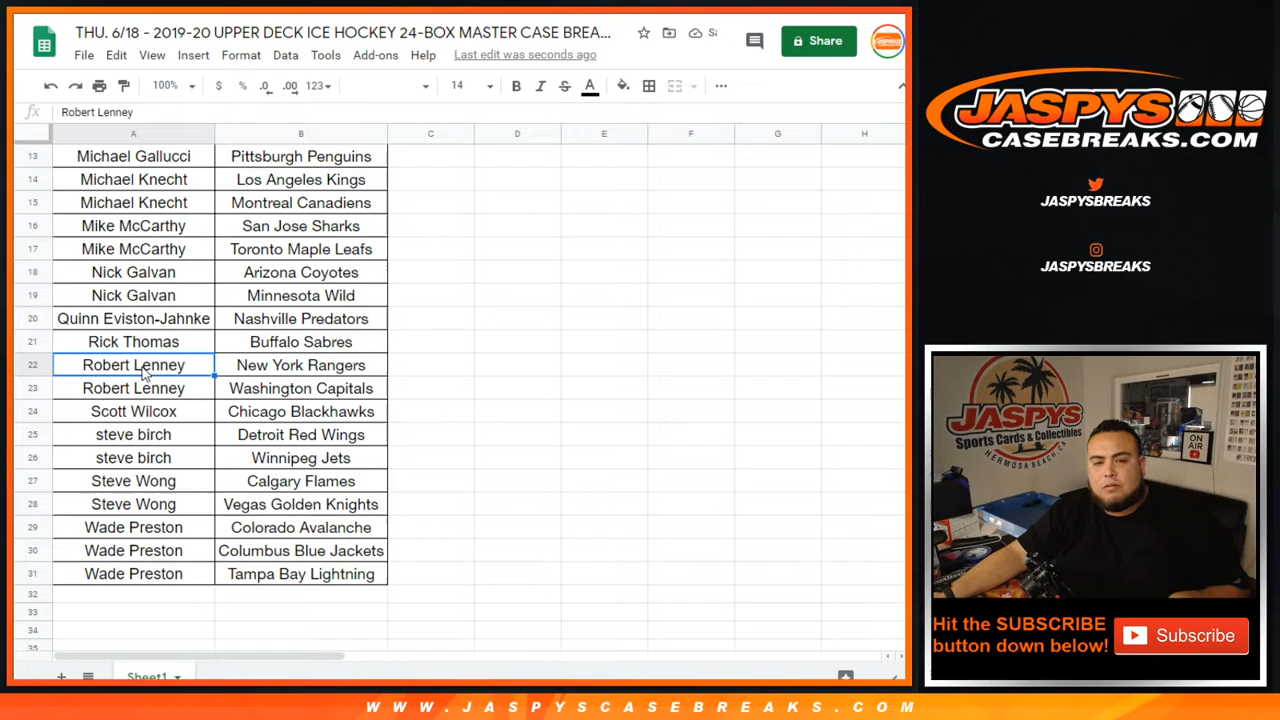 THU. 6/18 - 2019-20 UPPER DECK ICE HOCKEY 24-BOX MASTER CASE BREA...
Share
File Edit View Insert Format Data Tools Add-ons Help Last edit was seconds ago
100% $ % .0 .00 123 14 B I S A
fx Robert Lenney
A B C D E F G H
13 Michael Gallucci Pittsburgh Penguins
14 Michael Knecht Los Angeles Kings
15 Michael Knecht Montreal Canadiens
16 Mike McCarthy San Jose Sharks
17 Mike McCarthy Toronto Maple Leafs
18 Nick Galvan Arizona Coyotes
19 Nick Galvan Minnesota Wild
20 Quinn Eviston-Jahnke Nashville Predators
21 Rick Thomas Buffalo Sabres
22 Robert Lenney New York Rangers
23 Robert Lenney Washington Capitals
24 Scott Wilcox Chicago Blackhawks
25 steve birch Detroit Red Wings
26 steve birch Winnipeg Jets
27 Steve Wong Calgary Flames
28 Steve Wong Vegas Golden Knights
29 Wade Preston Colorado Avalanche
30 Wade Preston Columbus Blue Jackets
31 Wade Preston Tampa Bay Lightning
32
33
34
35
Sheet1
JASPYS
CASEBREAKS.COM
JASPYSBREAKS
JASPYSBREAKS
JASPYS
Sports Cards & Collectibles
HERMOSA BEACH, CA
ON
AIR
Hit the SUBSCRIBE
button down below!
Subscribe
WWW.JASPYSCASEBREAKS.COM